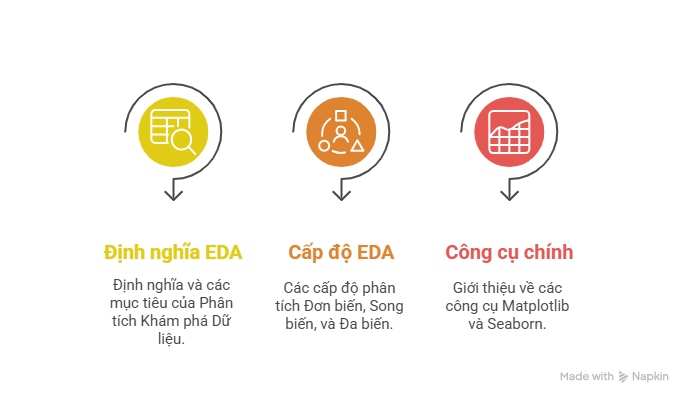 Định nghĩa EDA
Định nghĩa và các
mục tiêu của Phân
tích Khám phá Dữ
liệu.
Cấp độ EDA
Các cấp độ phân
tích Đơn biến, Song
biến, và Đa biến.
Công cụ chính
Giới thiệu về các
công cụ Matplotlib
và Seaborn.
Made with Napkin